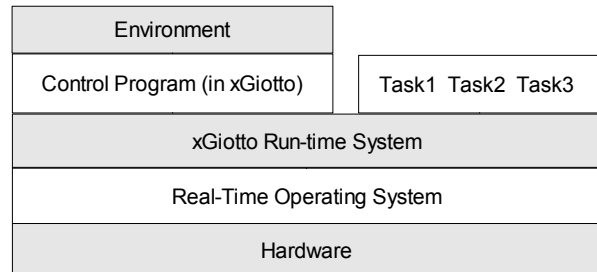 Environment
Control Program (in xGiotto)
Task1 Task2 Task3
xGiotto Run-time System
Real-Time Operating System
Hardware